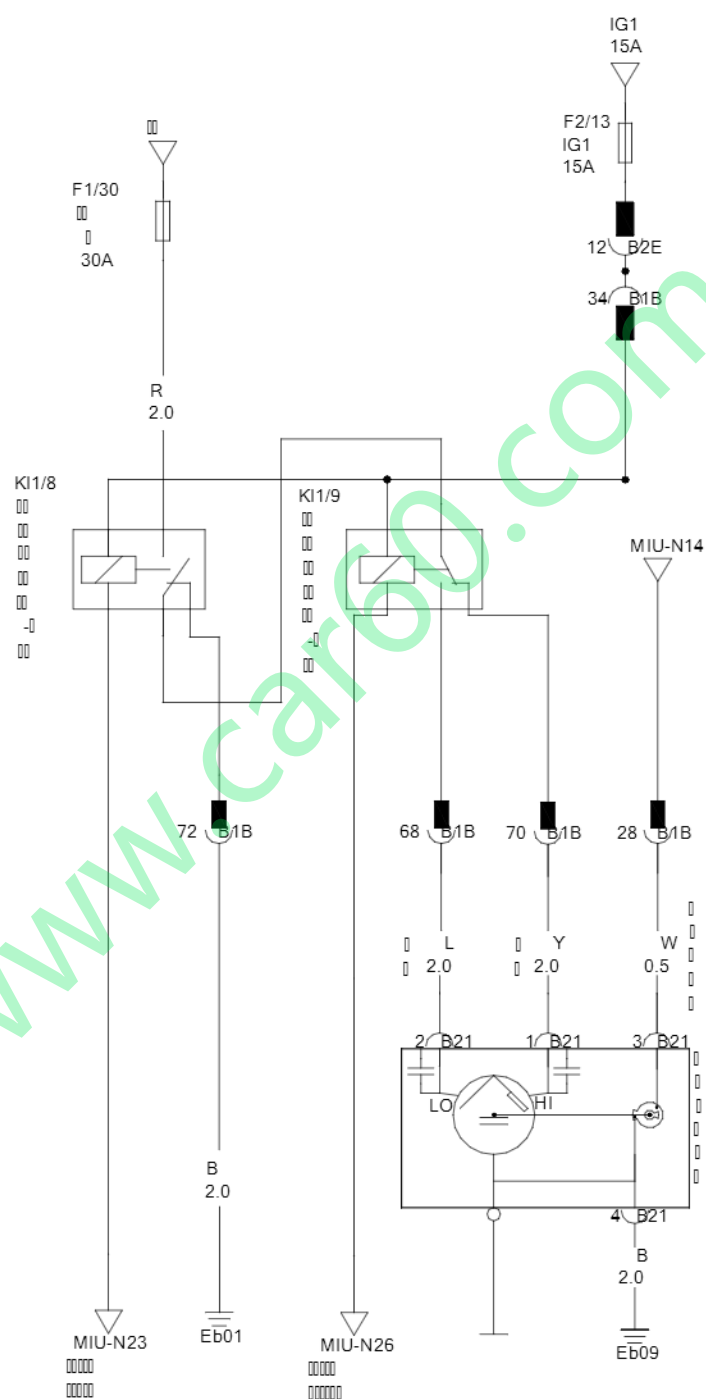 IG1
15A
F2/13
IG1
15A
F1/30
30A
12 B2E
34 B1B
R
2.0
KI1/8
KI1/9
MIU-N14
www.car60.com
72 B1B
68 B1B
70 B1B
28 B1B
L
2.0
Y
2.0
W
0.5
2 B21
1 B21
3 B21
LO
HI
4 B21
B
2.0
B
2.0
MIU-N23
Eb01
MIU-N26
Eb09